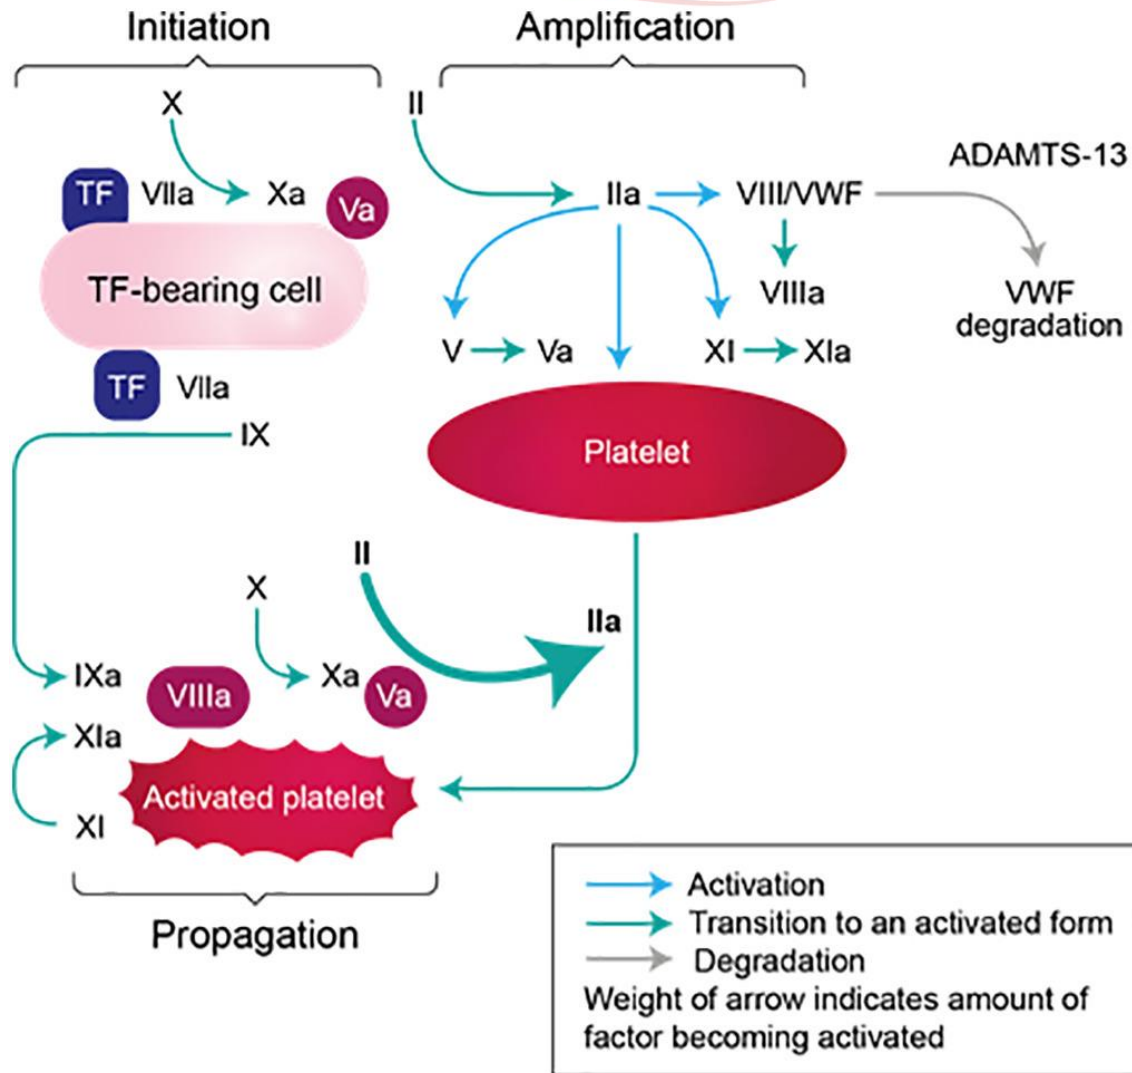 Initiation
Amplification
X
II
ADAMTS-13
TF
VIIa
Xa
Va
IIa
VIII/VWF
TF-bearing cell
VIIIa
VWF
degradation
V
Va
XI
XIa
TF
VIIa
IX
Platelet
II
X
IIa
IXa
VIIIa
Xa
Va
XIa
Activated platelet
XI
Propagation
Activation
Transition to an activated form
Degradation
Weight of arrow indicates amount of
factor becoming activated